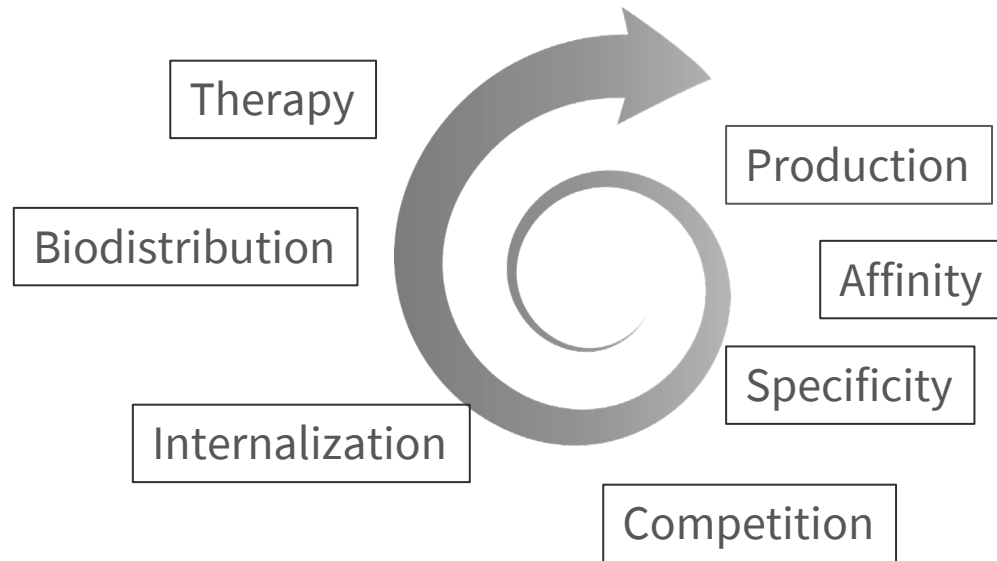 Therapy
Production
Biodistribution
Affinity
Specificity
Internalization
Competition